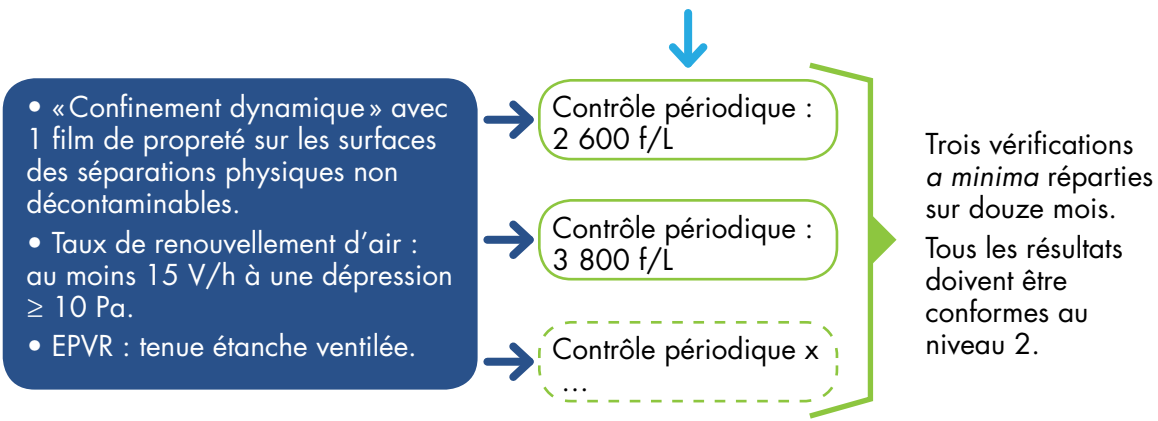 • «Confinement dynamique» avec
1 film de propreté sur les surfaces
des séparations physiques non
décontaminables.
• Taux de renouvellement d’air :
au moins 15 V/h à une dépression
≥ 10 Pa.
• EPVR : tenue étanche ventilée.
Contrôle périodique :
2 600 f/L
Contrôle périodique :
3 800 f/L
Contrôle périodique x
…
Trois vérifications
a minima réparties
sur douze mois.
Tous les résultats
doivent être
conformes au
niveau 2.